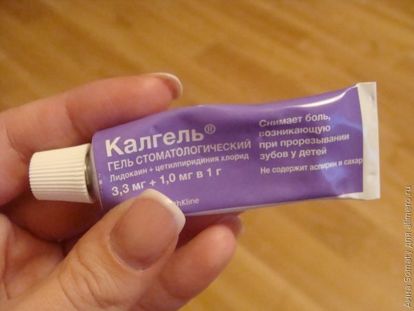 Калгель®
ГЕЛЬ СТОМАТОЛОГИЧЕСКИЙ
Лидокаин + цетилпиридиния хлорид
3,3 мг + 1,0 мг в 1 г
Снимает боль,
возникающую
при прорезывании
зубов у детей
Не содержит аспирин и сахар
Kline